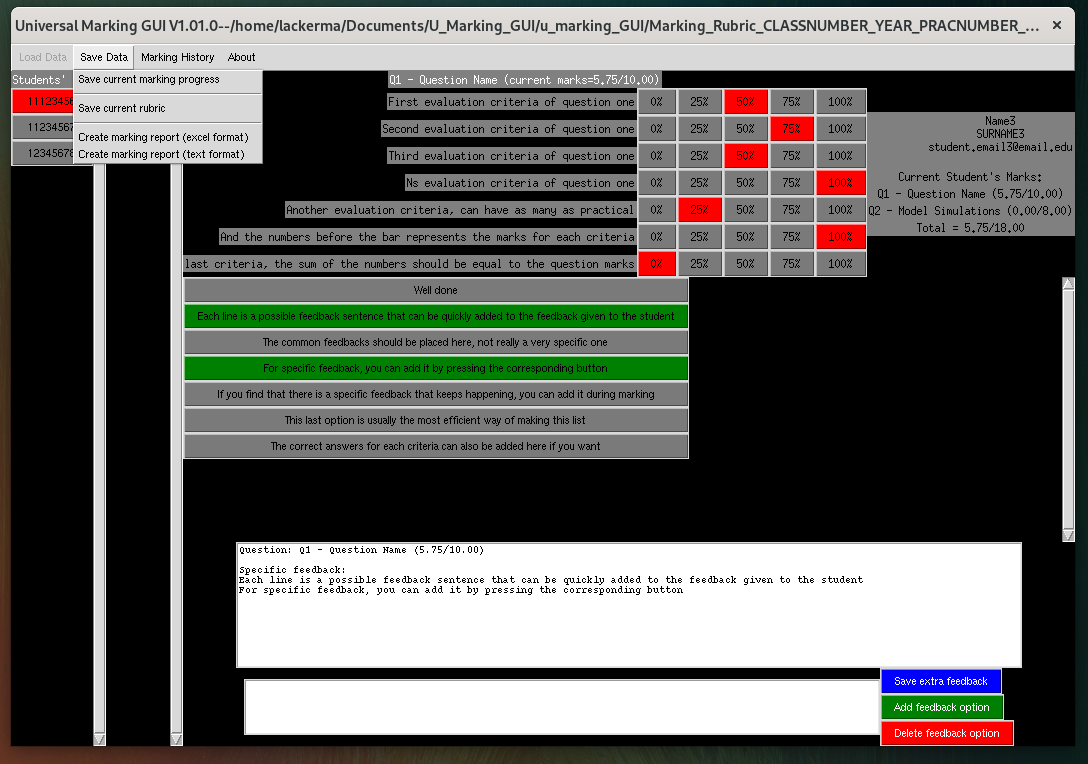 Universal Marking GUI V1.01.0--/home/lackerma/Documents/U_Marking_GUI/u_marking_GUI/Marking_Rubric_CLASSNUMBER_YEAR_PRACNUMBER_... ×
Load Data Save Data Marking History About
Students'
Save current marking progress
Save current rubric
Create marking report (excel format)
Create marking report (text format)
1112345
1123456
1234567
Q1 - Question Name (current marks=5.75/10.00)
First evaluation criteria of question one 0% 25% 50% 75% 100%
Second evaluation criteria of question one 0% 25% 50% 75% 100%
Third evaluation criteria of question one 0% 25% 50% 75% 100%
Ns evaluation criteria of question one 0% 25% 50% 75% 100%
Another evaluation criteria, can have as many as practical 0% 25% 50% 75% 100%
And the numbers before the bar represents the marks for each criteria 0% 25% 50% 75% 100%
last criteria, the sum of the numbers should be equal to the question marks 0% 25% 50% 75% 100%
Name3
SURNAME3
student.email3@email.edu
Current Student's Marks:
Q1 - Question Name (5.75/10.00)
Q2 - Model Simulations (0.00/8.00)
Total = 5.75/18.00
Well done
Each line is a possible feedback sentence that can be quickly added to the feedback given to the student
The common feedbacks should be placed here, not really a very specific one
For specific feedback, you can add it by pressing the corresponding button
If you find that there is a specific feedback that keeps happening, you can add it during marking
This last option is usually the most efficient way of making this list
The correct answers for each criteria can also be added here if you want
Question: Q1 - Question Name (5.75/10.00)
Specific feedback:
Each line is a possible feedback sentence that can be quickly added to the feedback given to the student
For specific feedback, you can add it by pressing the corresponding button
Save extra feedback
Add feedback option
Delete feedback option